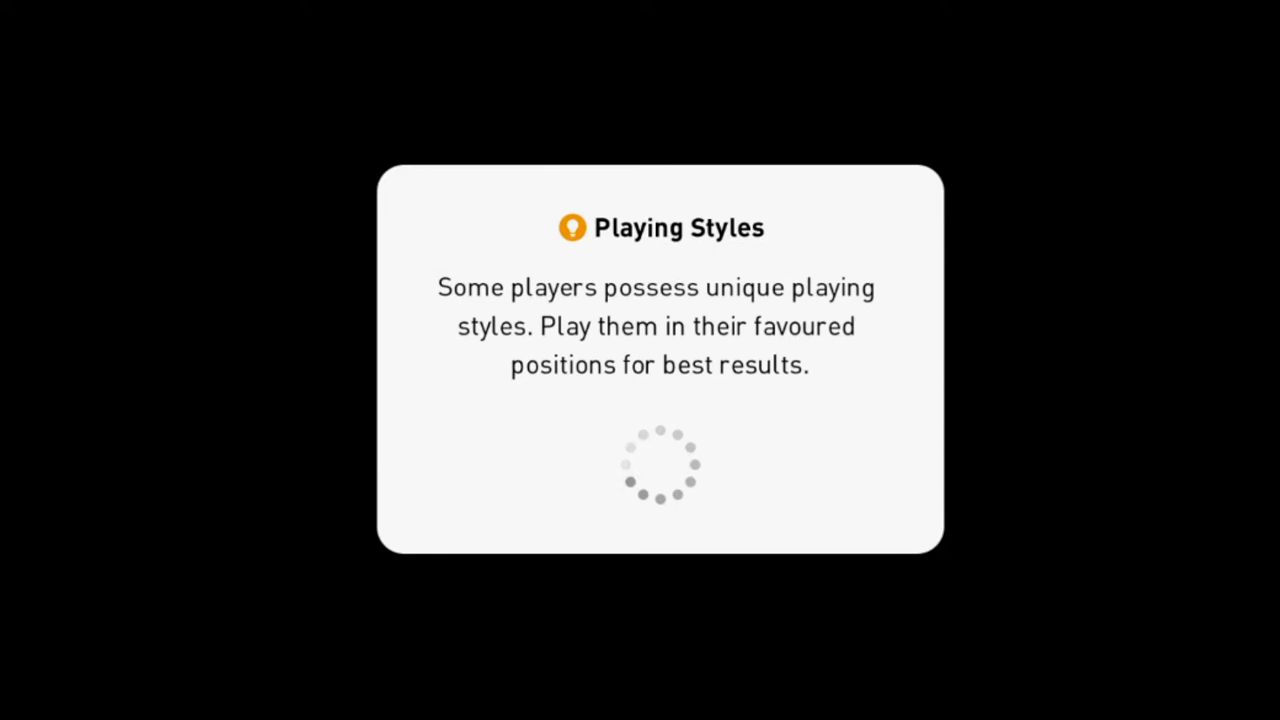 Playing Styles
Some players possess unique playing
styles. Play them in their favoured
positions for best results.